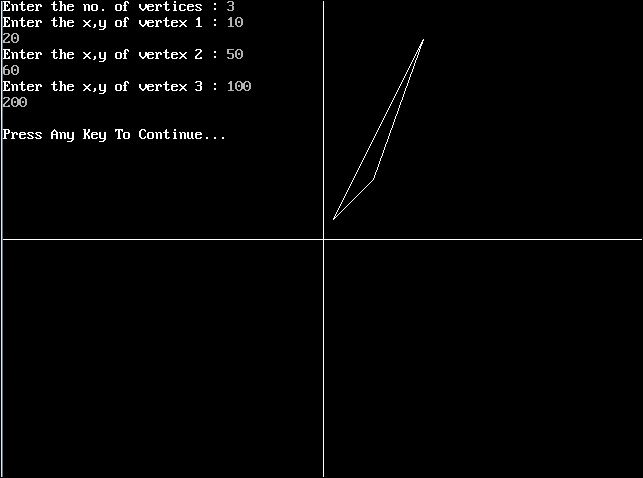 Enter the no. of vertices : 3
Enter the x,y of vertex 1 : 10
20
Enter the x,y of vertex 2 : 50
60
Enter the x,y of vertex 3 : 100
200
Press Any Key To Continue...